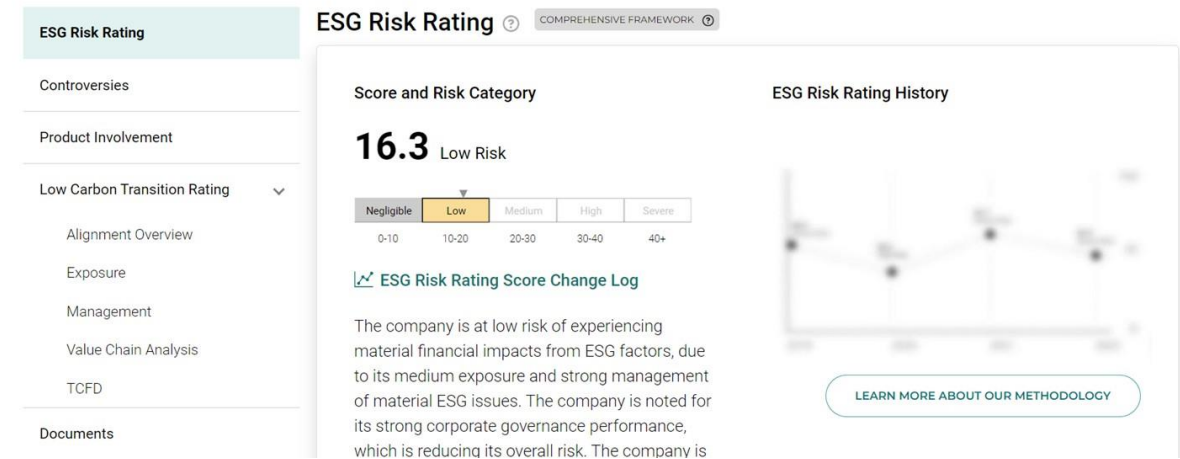 ESG Risk Rating
Controversies
Product Involvement
Low Carbon Transition Rating
Alignment Overview
Exposure
Management
Value Chain Analysis
TCFD
Documents
ESG Risk Rating ? COMPREHENSIVE FRAMEWORK ?
Score and Risk Category
16.3 Low Risk
Negligible Low Medium High Severe
0-10 10-20 20-30 30-40 40+
ESG Risk Rating Score Change Log
The company is at low risk of experiencing
material financial impacts from ESG factors, due
to its medium exposure and strong management
of material ESG issues. The company is noted for
its strong corporate governance performance,
which is reducing its overall risk. The company is
ESG Risk Rating History
LEARN MORE ABOUT OUR METHODOLOGY